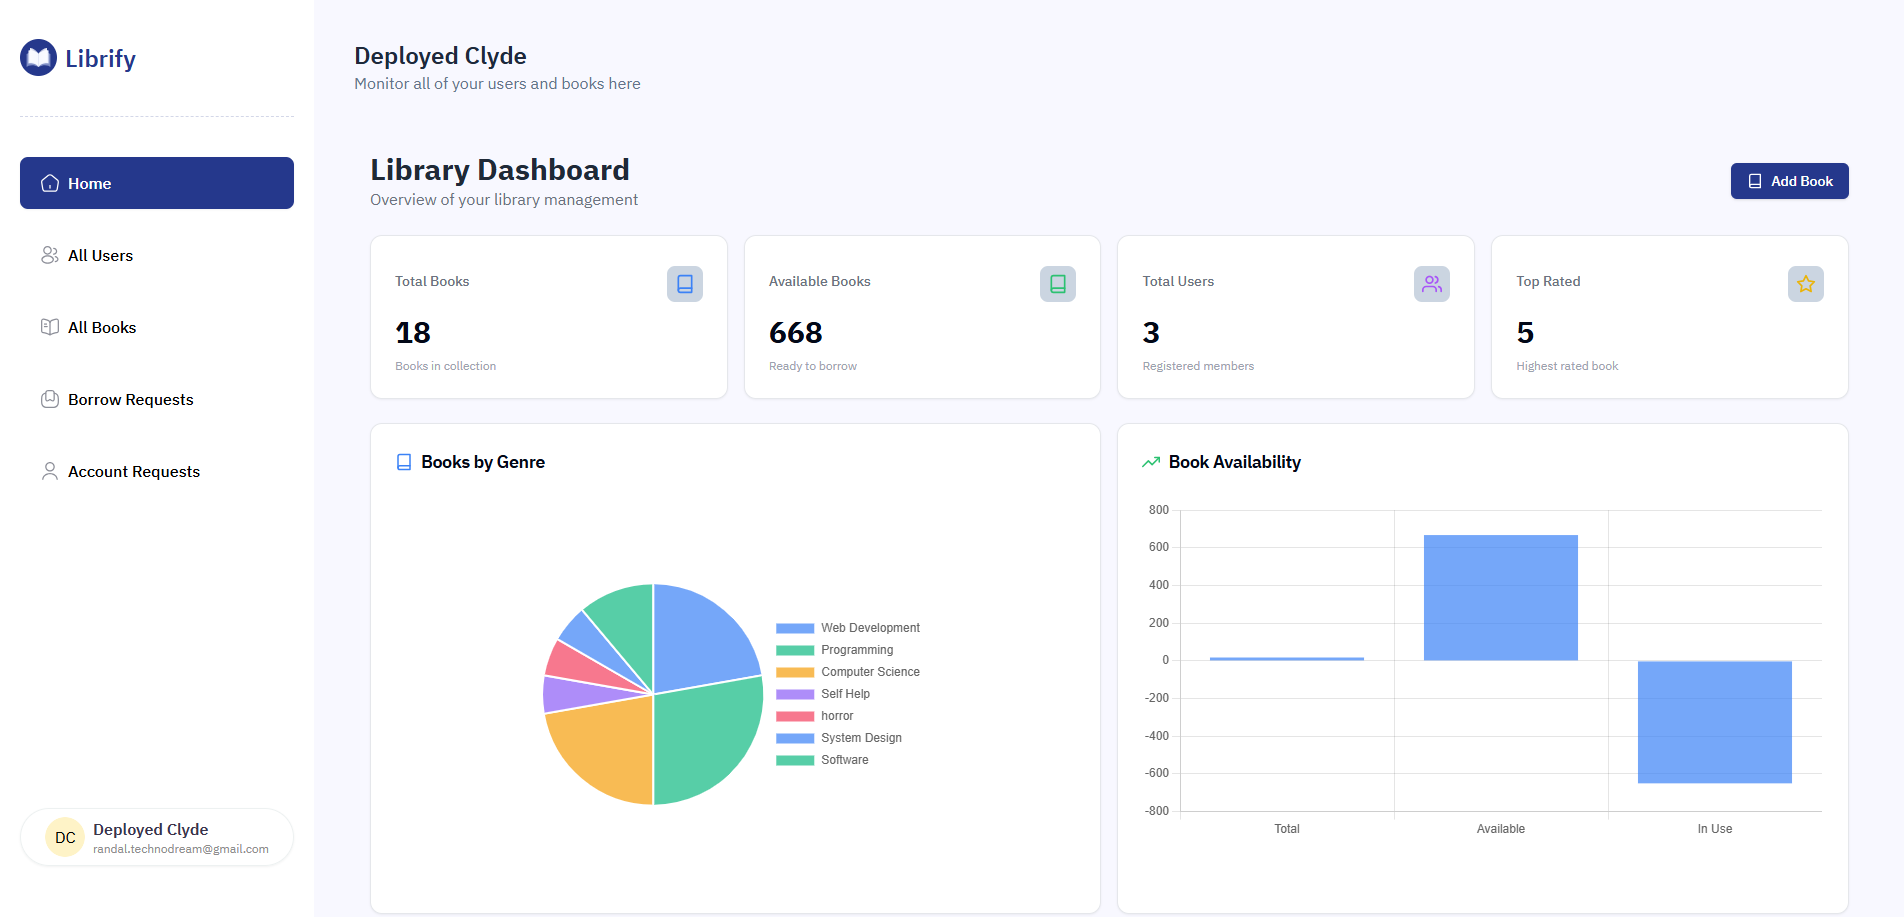 Librify
Home
All Users
All Books
Borrow Requests
Account Requests
DC
Deployed Clyde
randal.technodream@gmail.com
Deployed Clyde
Monitor all of your users and books here
Library Dashboard
Overview of your library management
Add Book
Total Books
18
Books in collection
Available Books
668
Ready to borrow
Total Users
3
Registered members
Top Rated
5
Highest rated book
Books by Genre
Web Development
Programming
Computer Science
Self Help
horror
System Design
Software
Book Availability
800
600
400
200
0
-200
-400
-600
-800
Total
Available
In Use